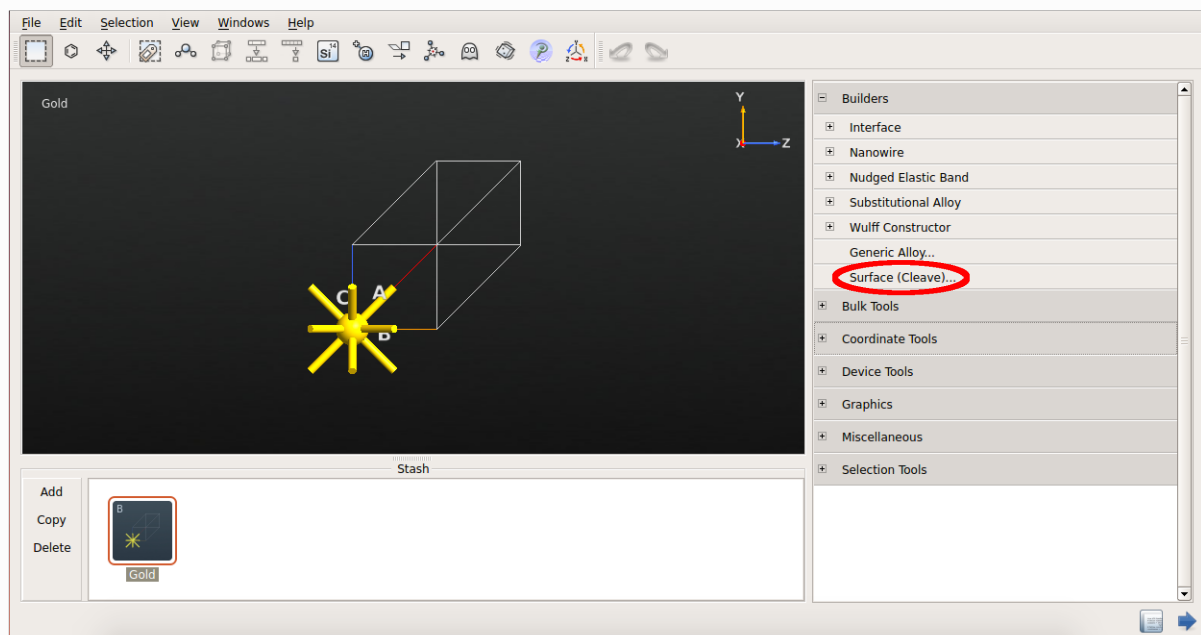 File Edit Selection View Windows Help
Si 14
Gold
Y
X Z
C A
B
Stash
Add
Copy
Delete
B
Gold
Builders
Interface
Nanowire
Nudged Elastic Band
Substitutional Alloy
Wulff Constructor
Generic Alloy...
Surface (Cleave)...
Bulk Tools
Coordinate Tools
Device Tools
Graphics
Miscellaneous
Selection Tools